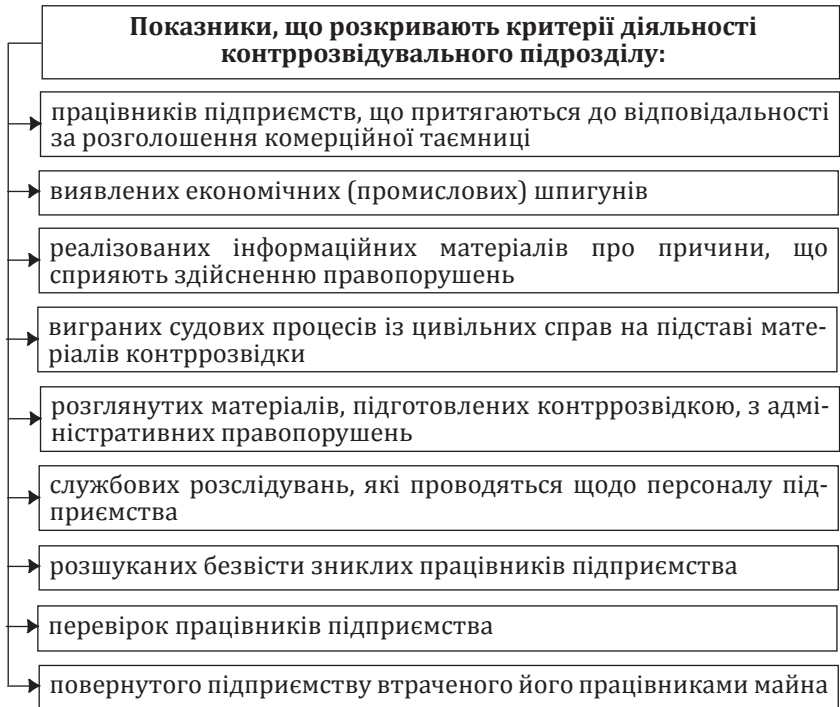 Показники, що розкривають критерії діяльності
контррозвідувального підрозділу:
працівників підприємств, що притягаються до відповідальності
за розголошення комерційної таємниці
виявлених економічних (промислових) шпигунів
реалізованих інформаційних матеріалів про причини, що
сприяють здійсненню правопорушень
виграних судових процесів із цивільних справ на підставі мате-
ріалів контррозвідки
розглянутих матеріалів, підготовлених контррозвідкою, з адмі-
ністративних правопорушень
службових розслідувань, які проводяться щодо персоналу під-
приємства
розшуканих безвісти зниклих працівників підприємства
перевірок працівників підприємства
повернутого підприємству втраченого його працівниками майна